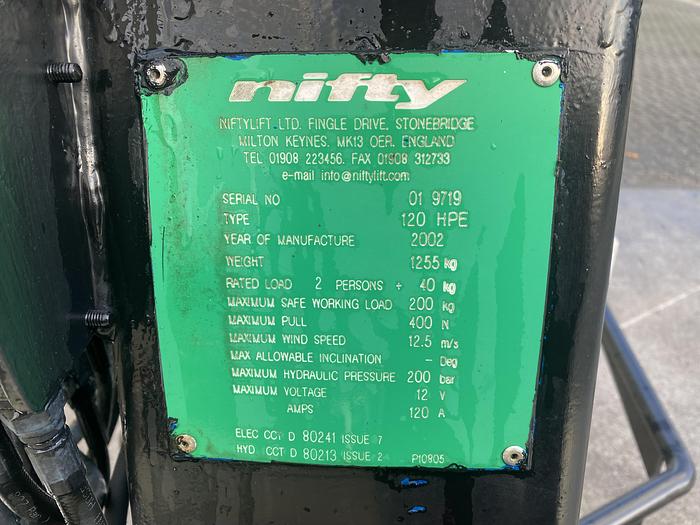 nifty
NIFTYLIFT LTD. FINGLE DRIVE, STONEBRIDGE
MILTON KEYNES. MK13 OER. ENGLAND
TEL 01908 223456. FAX 01908 312733
e-mail info@niftylift.com
SERIAL NO 01 9719
TYPE 120 HPE
YEAR OF MANUFACTURE 2002
WEIGHT 1255 kg
RATED LOAD 2 PERSONS + 40 kg
MAXIMUM SAFE WORKING LOAD 200 kg
MAXIMUM PULL 400 N
MAXIMUM WIND SPEED 12.5 m/s
MAX ALLOWABLE INCLINATION - Deg
MAXIMUM HYDRAULIC PRESSURE 200 bar
MAXIMUM VOLTAGE 12 V
AMPS 120 A
ELEC CCT D 80241 ISSUE 7
HYD CCT D 80213 ISSUE 2 P10805